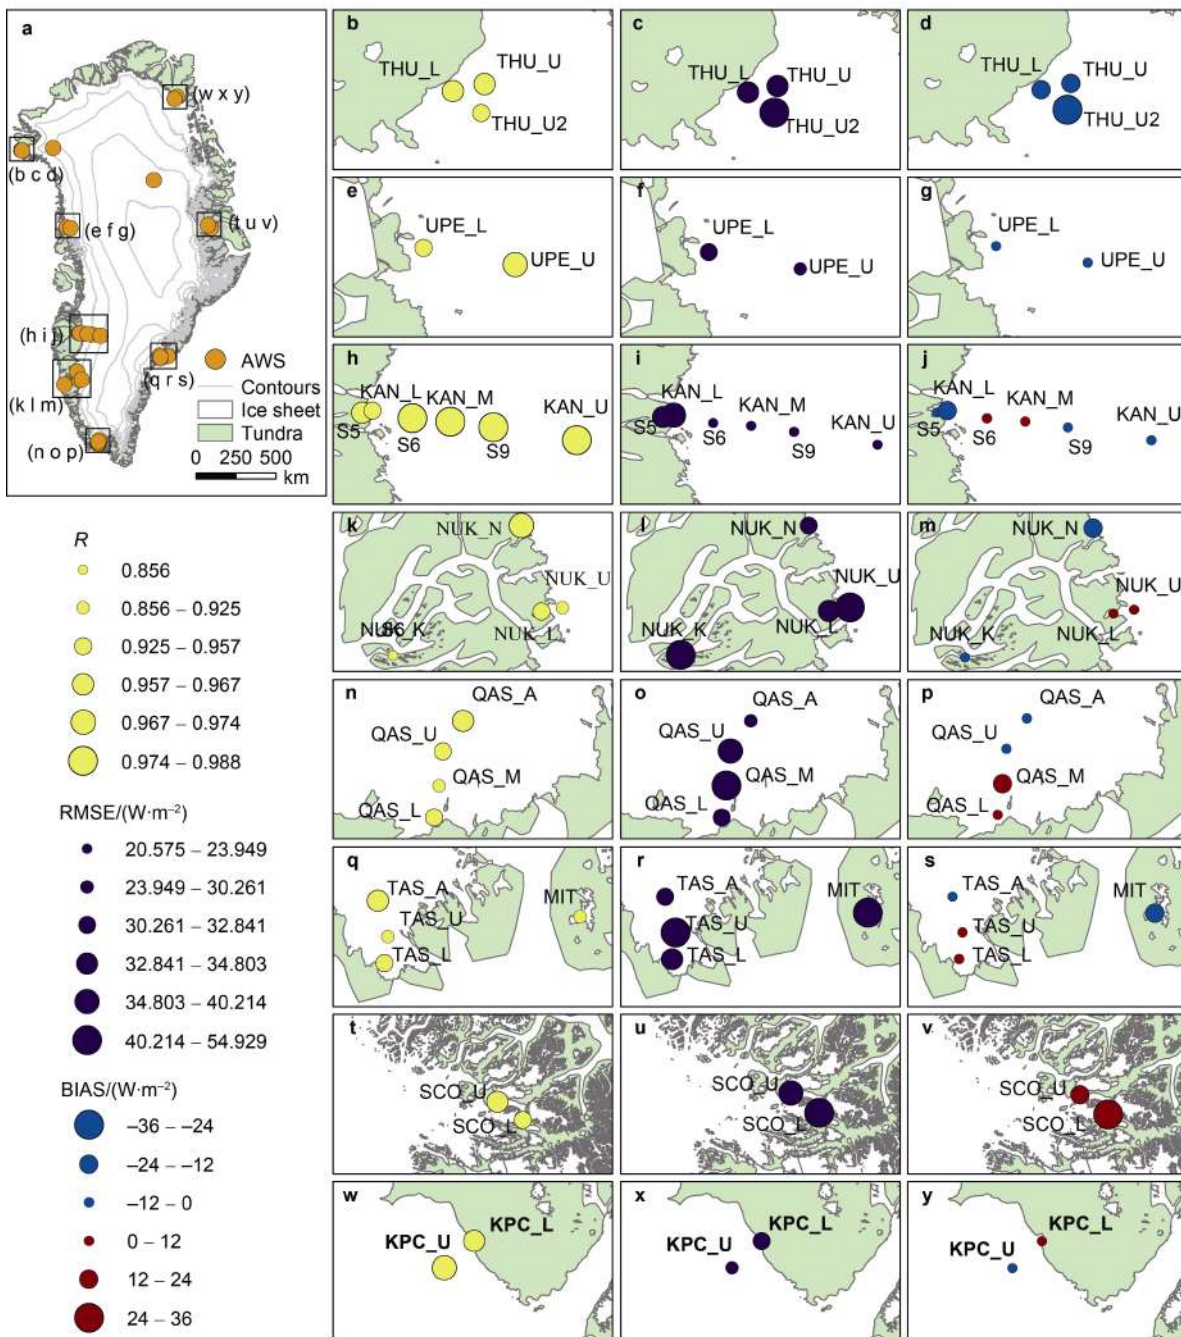 a
(w x y)
(b c d)
(e f g)
(t u v)
(h i j)
(q r s)
(k l m)
(n o p)
AWS
Contours
Ice sheet
Tundra
0 250 500
km
R
0.856
0.856 – 0.925
0.925 – 0.957
0.957 – 0.967
0.967 – 0.974
0.974 – 0.988
RMSE/(W·m⁻²)
20.575 – 23.949
23.949 – 30.261
30.261 – 32.841
32.841 – 34.803
34.803 – 40.214
40.214 – 54.929
BIAS/(W·m⁻²)
–36 – –24
–24 – –12
–12 – 0
0 – 12
12 – 24
24 – 36
b
THU_L
THU_U
THU_U2
c
THU_L
THU_U
THU_U2
d
THU_L
THU_U
THU_U2
e
UPE_L
UPE_U
f
UPE_L
UPE_U
g
UPE_L
UPE_U
h
KAN_L
KAN_M
KAN_U
S5
S6
S9
i
KAN_L
KAN_M
KAN_U
S5
S6
S9
j
KAN_L
KAN_M
KAN_U
S5
S6
S9
k
NUK_N
NUK_U
NUK_L
NUK_K
l
NUK_N
NUK_U
NUK_L
NUK_K
m
NUK_N
NUK_U
NUK_L
NUK_K
n
QAS_A
QAS_U
QAS_M
QAS_L
o
QAS_A
QAS_U
QAS_M
QAS_L
p
QAS_A
QAS_U
QAS_M
QAS_L
q
TAS_A
MIT
TAS_U
TAS_L
r
TAS_A
MIT
TAS_U
TAS_L
s
TAS_A
MIT
TAS_U
TAS_L
t
SCO_U
SCO_L
u
SCO_U
SCO_L
v
SCO_U
SCO_L
w
KPC_L
KPC_U
x
KPC_L
KPC_U
y
KPC_L
KPC_U